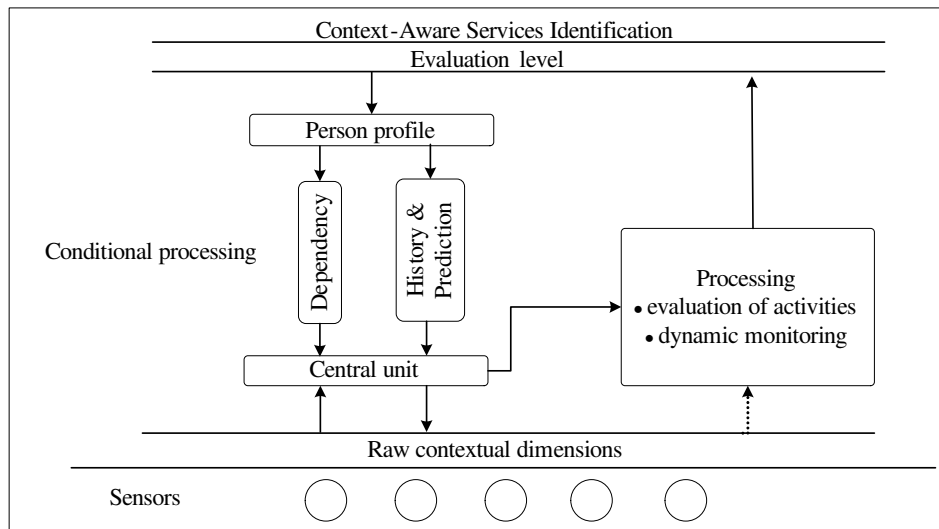 Context-Aware Services Identification
Evaluation level
Person profile
Dependency
History &
Prediction
Conditional processing
Processing
• evaluation of activities
• dynamic monitoring
Central unit
Raw contextual dimensions
Sensors